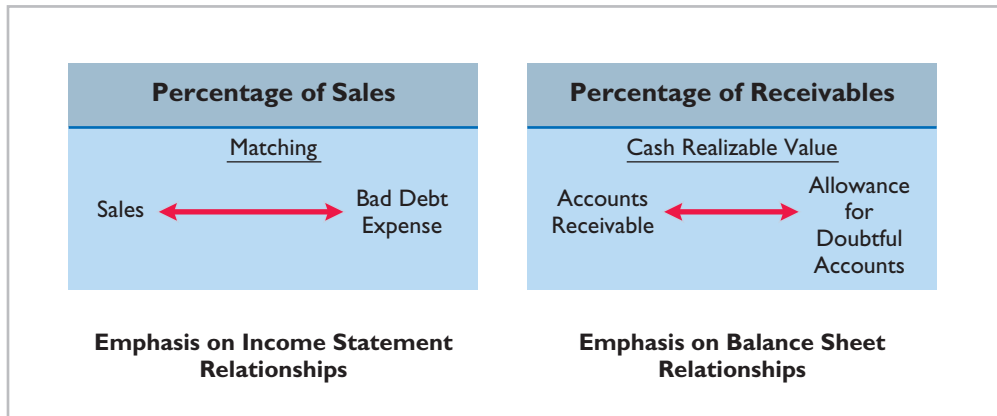 Percentage of Sales
Matching
Sales
Bad Debt
Expense
Emphasis on Income Statement
Relationships
Percentage of Receivables
Cash Realizable Value
Accounts
Receivable
Allowance
for
Doubtful
Accounts
Emphasis on Balance Sheet
Relationships